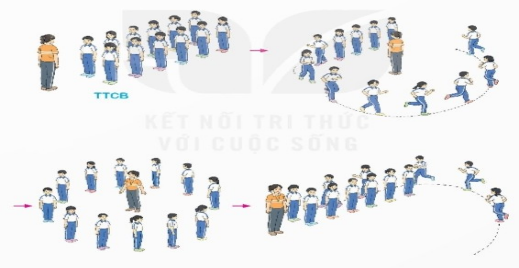 TTCB
KẾT NỐI TRI THỨC
VỚI CUỘC SỐNG